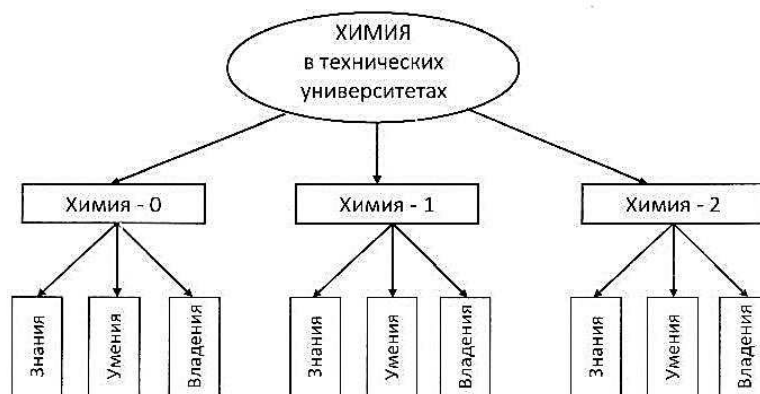 ХИМИЯ
в технических
университетах
Химия - 0
Химия - 1
Химия - 2
Знания
Умения
Владения
Знания
Умения
Владения
Знания
Умения
Владения